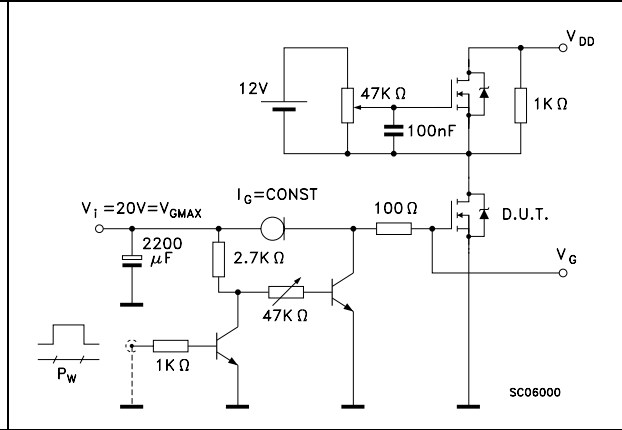 V DD
12V
47K Ω
1K Ω
100nF
I G =CONST
V i =20V=V GMAX
100 Ω
D.U.T.
2200 μF
2.7K Ω
V G
47K Ω
1K Ω
P W
SC06000